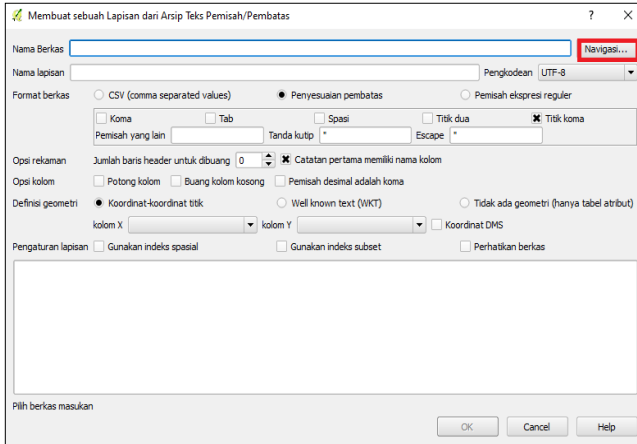 Membuat sebuah Lapisan dari Arsip Teks Pemisah/Pembatas ? ×
Nama Berkas Navigasi...
Nama lapisan Pengkodean UTF-8
Format berkas CSV (comma separated values) Penyesuaian pembatas Pemisah ekspresi reguler
Koma Tab Spasi Titik dua Titik koma
Pemisah yang lain Tanda kutip " Escape "
Opsi rekaman Jumlah baris header untuk dibuang 0 Catatan pertama memiliki nama kolom
Opsi kolom Potong kolom Buang kolom kosong Pemisah desimal adalah koma
Definisi geometri Koordinat-koordinat titik Well known text (WKT) Tidak ada geometri (hanya tabel atribut)
kolom X kolom Y Koordinat DMS
Pengaturan lapisan Gunakan indeks spasial Gunakan indeks subset Perhatikan berkas
Pilih berkas masukan
OK Cancel Help